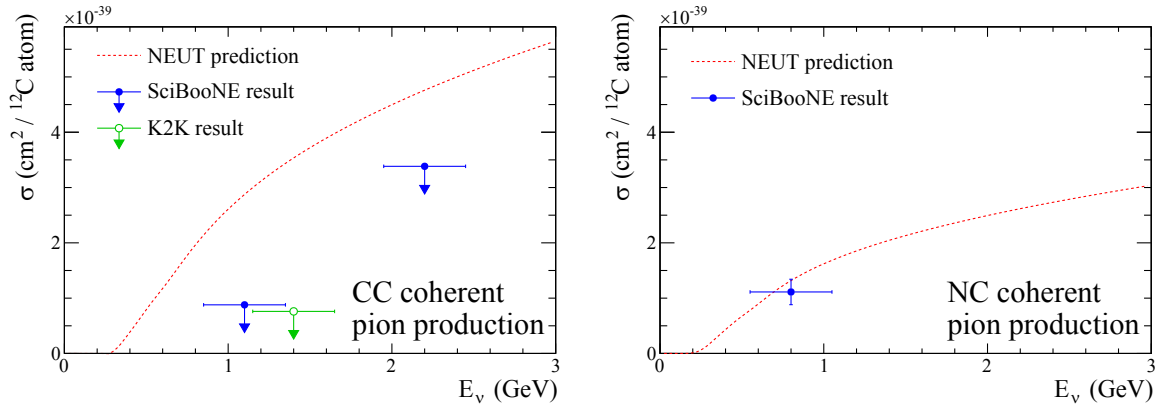 ×10⁻³⁹
σ (cm² / ¹²C atom)
NEUT prediction
SciBooNE result
K2K result
4
2
0
CC coherent
pion production
0 1 2 3
E_ν (GeV)
×10⁻³⁹
σ (cm² / ¹²C atom)
NEUT prediction
SciBooNE result
4
2
0
NC coherent
pion production
0 1 2 3
E_ν (GeV)